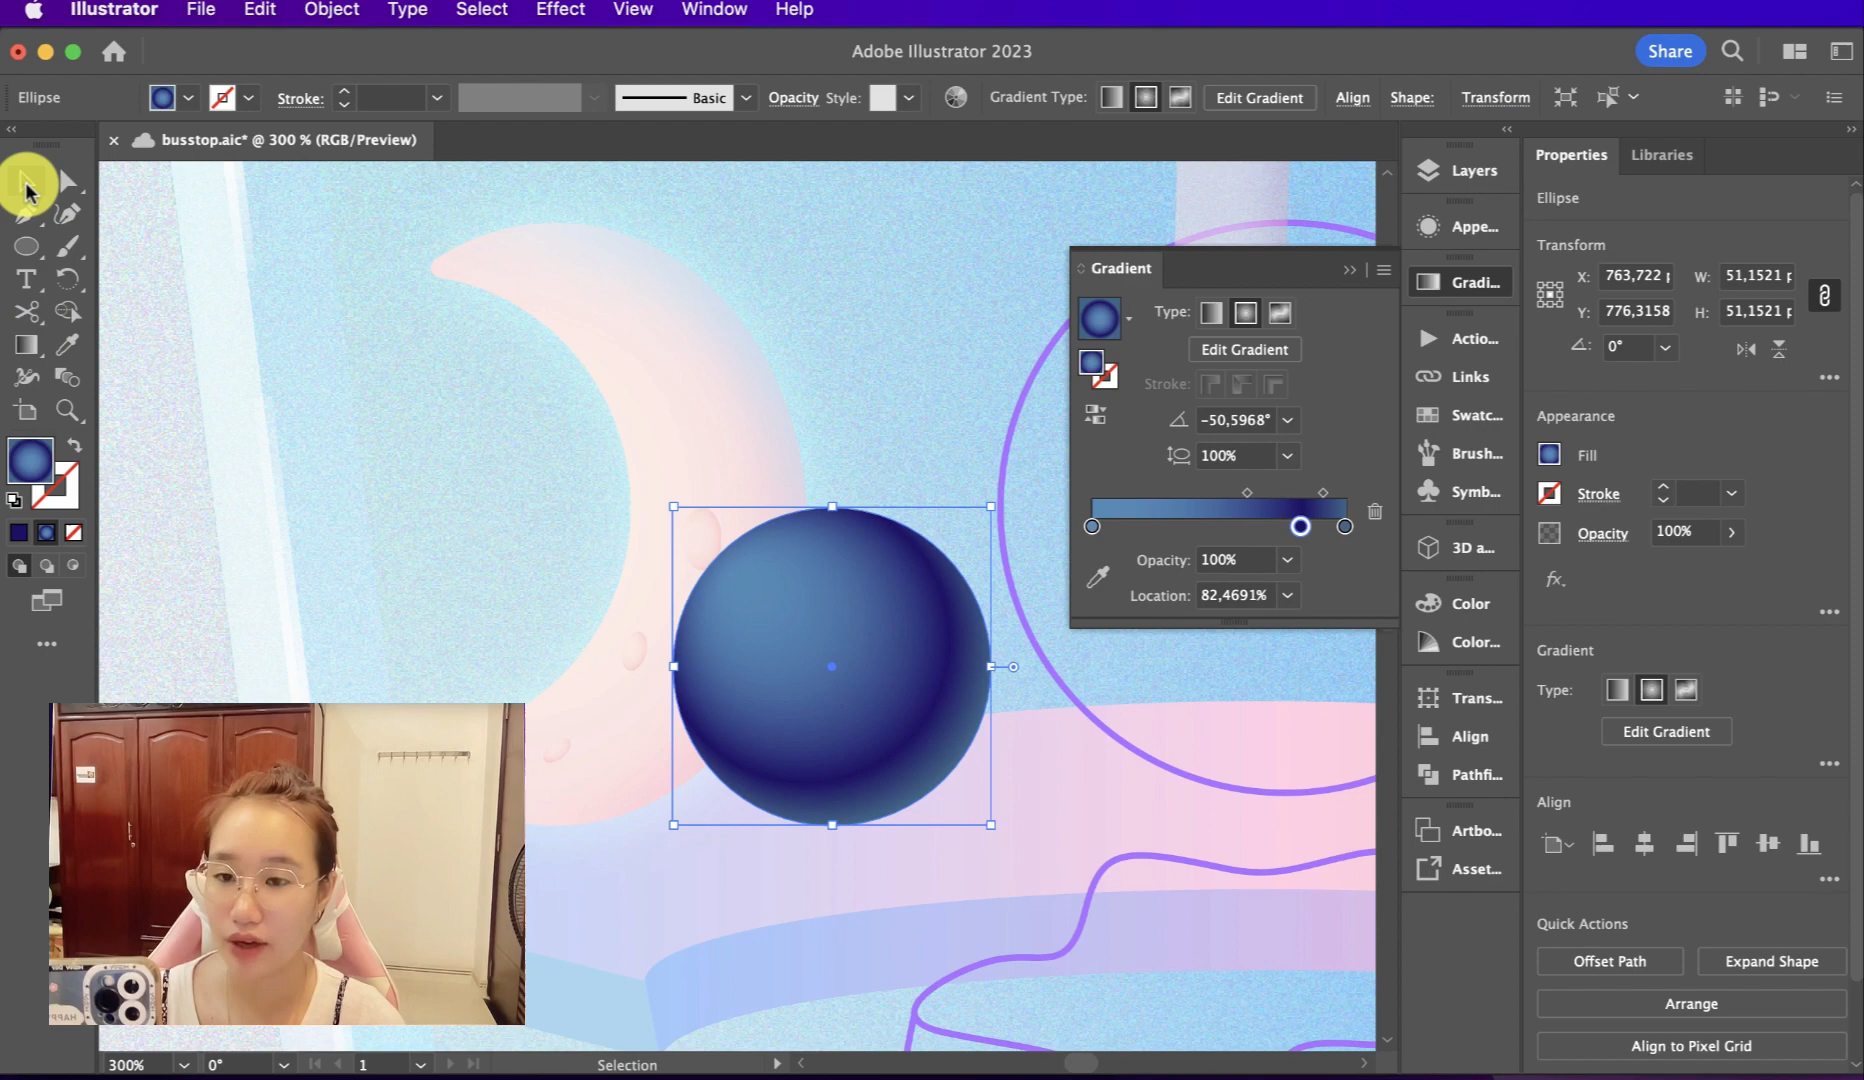 Illustrator File Edit Object Type Select Effect View Window Help
Adobe Illustrator 2023
Share
Ellipse Stroke: Basic Opacity Style: Gradient Type: Edit Gradient Align Shape: Transform
busstop.aic* @ 300 % (RGB/Preview)
Gradient
Type:
Edit Gradient
Stroke:
-50,5968°
100%
Opacity: 100%
Location: 82,4691%
Layers
Appe...
Gradi...
Actio...
Links
Swatc...
Brush...
Symb...
3D a...
Color
Color...
Trans...
Align
Pathfi...
Artbo...
Asset...
Properties Libraries
Ellipse
Transform
X: 763,722 p W: 51,1521 p
Y: 776,3158 H: 51,1521 p
0°
Appearance
Fill
Stroke
Opacity 100%
fx.
Gradient
Type:
Edit Gradient
Align
Quick Actions
Offset Path Expand Shape
Arrange
Align to Pixel Grid
300% 0° 1 Selection